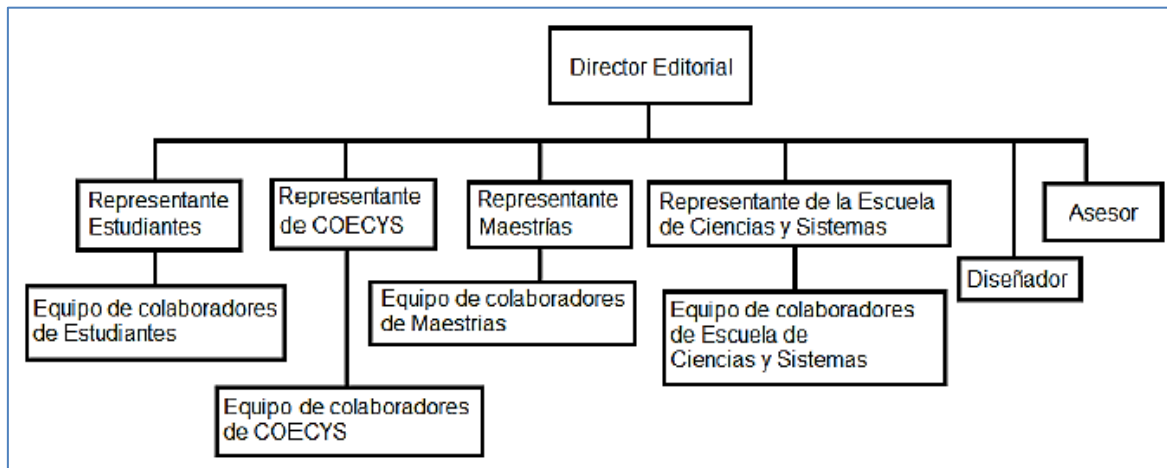 Director Editorial
Representante
Estudiantes
Representante
de COECYS
Representante
Maestrías
Representante de la Escuela
de Ciencias y Sistemas
Asesor
Diseñador
Equipo de colaboradores
de Estudiantes
Equipo de colaboradores
de Maestrias
Equipo de colaboradores
de Escuela de
Ciencias y Sistemas
Equipo de colaboradores
de COECYS